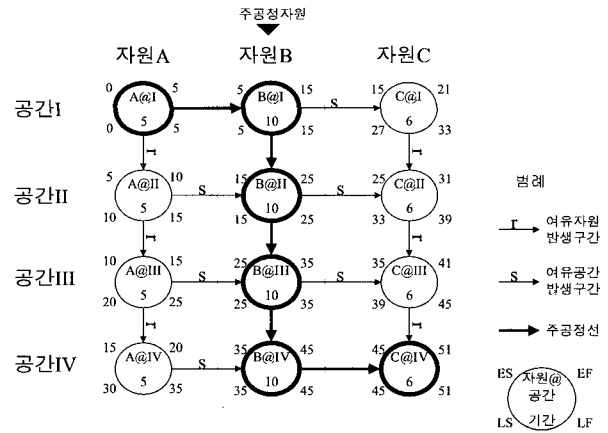 주공정자원
자원A 자원B 자원C
0 5 5 15 15 21
공간I A@I B@I S C@I
5 10 6
0 5 5 15 27 33
r r
5 10 15 25 25 31
공간II A@II S B@II S C@II
5 10 6
10 15 15 25 33 39
r r
10 15 25 35 35 41
공간III A@III S B@III S C@III
5 10 6
20 25 25 35 39 45
r r
15 20 35 45 45 51
공간IV A@IV S B@IV C@IV
5 10 6
30 35 35 45 45 51
범례
r 여유자원
발생구간
S 여유공간
발생구간
주공정선
ES 자원@ EF
공간
LS 기간 LF